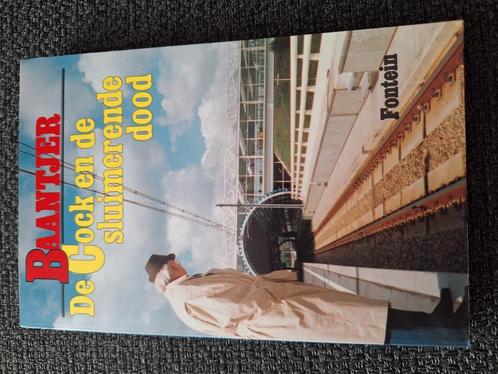 BAANTJER
De Cock en de
sluimerende
dood
Fontein